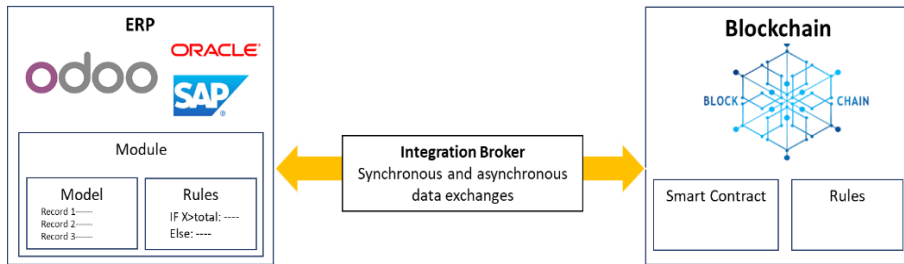 ERP
odoo
ORACLE®
SAP®
Module
Model
Record 1------
Record 2------
Record 3------
Rules
IF X>total: ----
Else: ----
Integration Broker
Synchronous and asynchronous
data exchanges
Blockchain
BLOCK CHAIN
Smart Contract
Rules